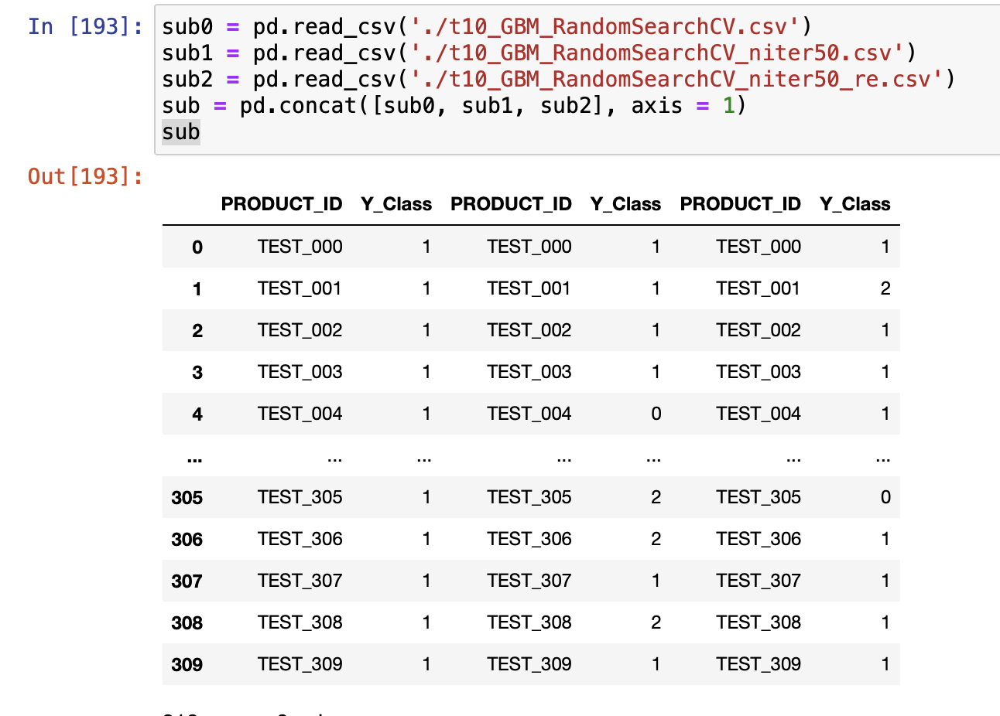 In [193]: sub0 = pd.read_csv('./t10_GBM_RandomSearchCV.csv')
sub1 = pd.read_csv('./t10_GBM_RandomSearchCV_niter50.csv')
sub2 = pd.read_csv('./t10_GBM_RandomSearchCV_niter50_re.csv')
sub = pd.concat([sub0, sub1, sub2], axis = 1)
sub
Out[193]:
PRODUCT_ID Y_Class PRODUCT_ID Y_Class PRODUCT_ID Y_Class
0 TEST_000 1 TEST_000 1 TEST_000 1
1 TEST_001 1 TEST_001 1 TEST_001 2
2 TEST_002 1 TEST_002 1 TEST_002 1
3 TEST_003 1 TEST_003 1 TEST_003 1
4 TEST_004 1 TEST_004 0 TEST_004 1
... ... ... ... ... ... ...
305 TEST_305 1 TEST_305 2 TEST_305 0
306 TEST_306 1 TEST_306 2 TEST_306 1
307 TEST_307 1 TEST_307 1 TEST_307 1
308 TEST_308 1 TEST_308 2 TEST_308 1
309 TEST_309 1 TEST_309 1 TEST_309 1